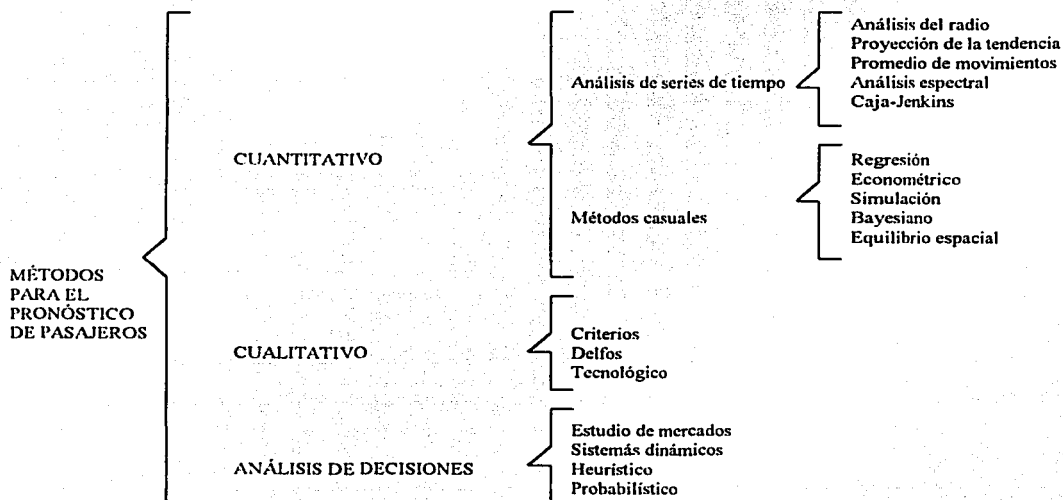 MÉTODOS
PARA EL
PRONÓSTICO
DE PASAJEROS
CUANTITATIVO
Análisis de series de tiempo
Análisis del radio
Proyección de la tendencia
Promedio de movimientos
Análisis espectral
Caja-Jenkins
Métodos casuales
Regresión
Econométrico
Simulación
Bayesiano
Equilibrio espacial
CUALITATIVO
Criterios
Delfos
Tecnológico
ANÁLISIS DE DECISIONES
Estudio de mercados
Sistemás dinámicos
Heurístico
Probabilístico